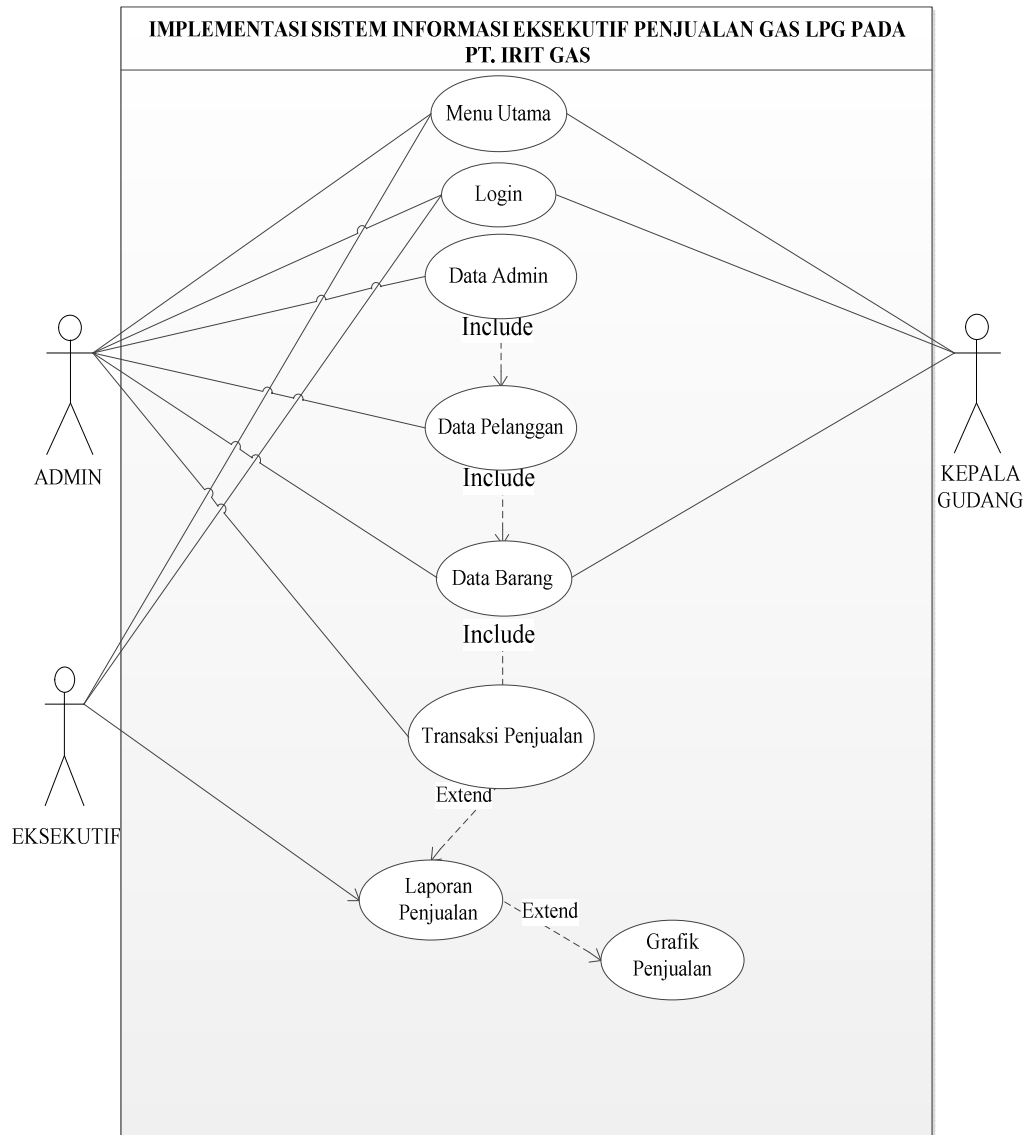 IMPLEMENTASI SISTEM INFORMASI EKSEKUTIF PENJUALAN GAS LPG PADA
PT. IRIT GAS
Menu Utama
Login
Data Admin
Include
Data Pelanggan
Include
ADMIN
KEPALA
GUDANG
Data Barang
Include
Transaksi Penjualan
Extend
EKSEKUTIF
Laporan
Penjualan
Extend
Grafik
Penjualan